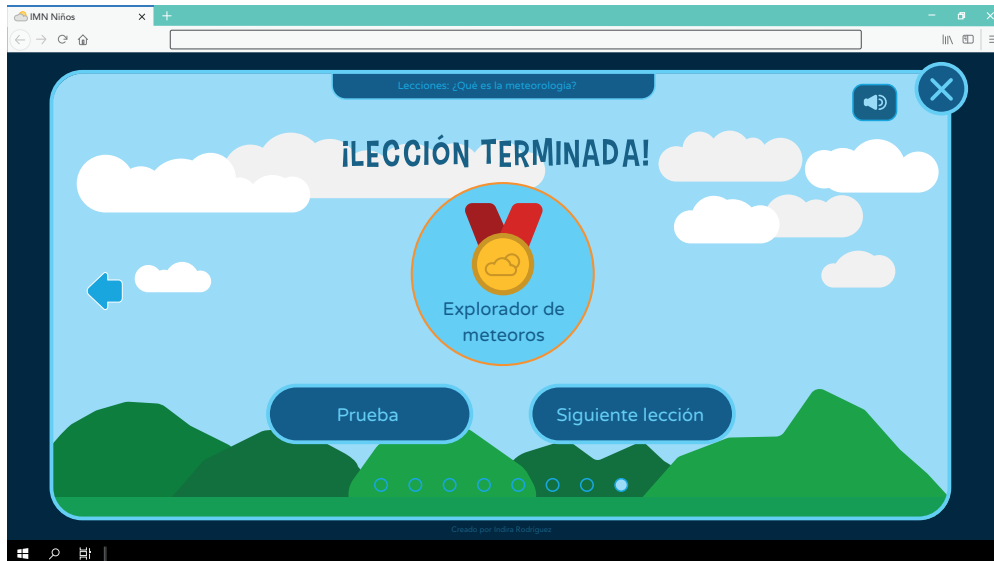 IMN Niños
Lecciones: ¿Qué es la meteorología?
¡LECCIÓN TERMINADA!
Explorador de
meteoros
Prueba
Siguiente lección
Creado por Indira Rodríguez